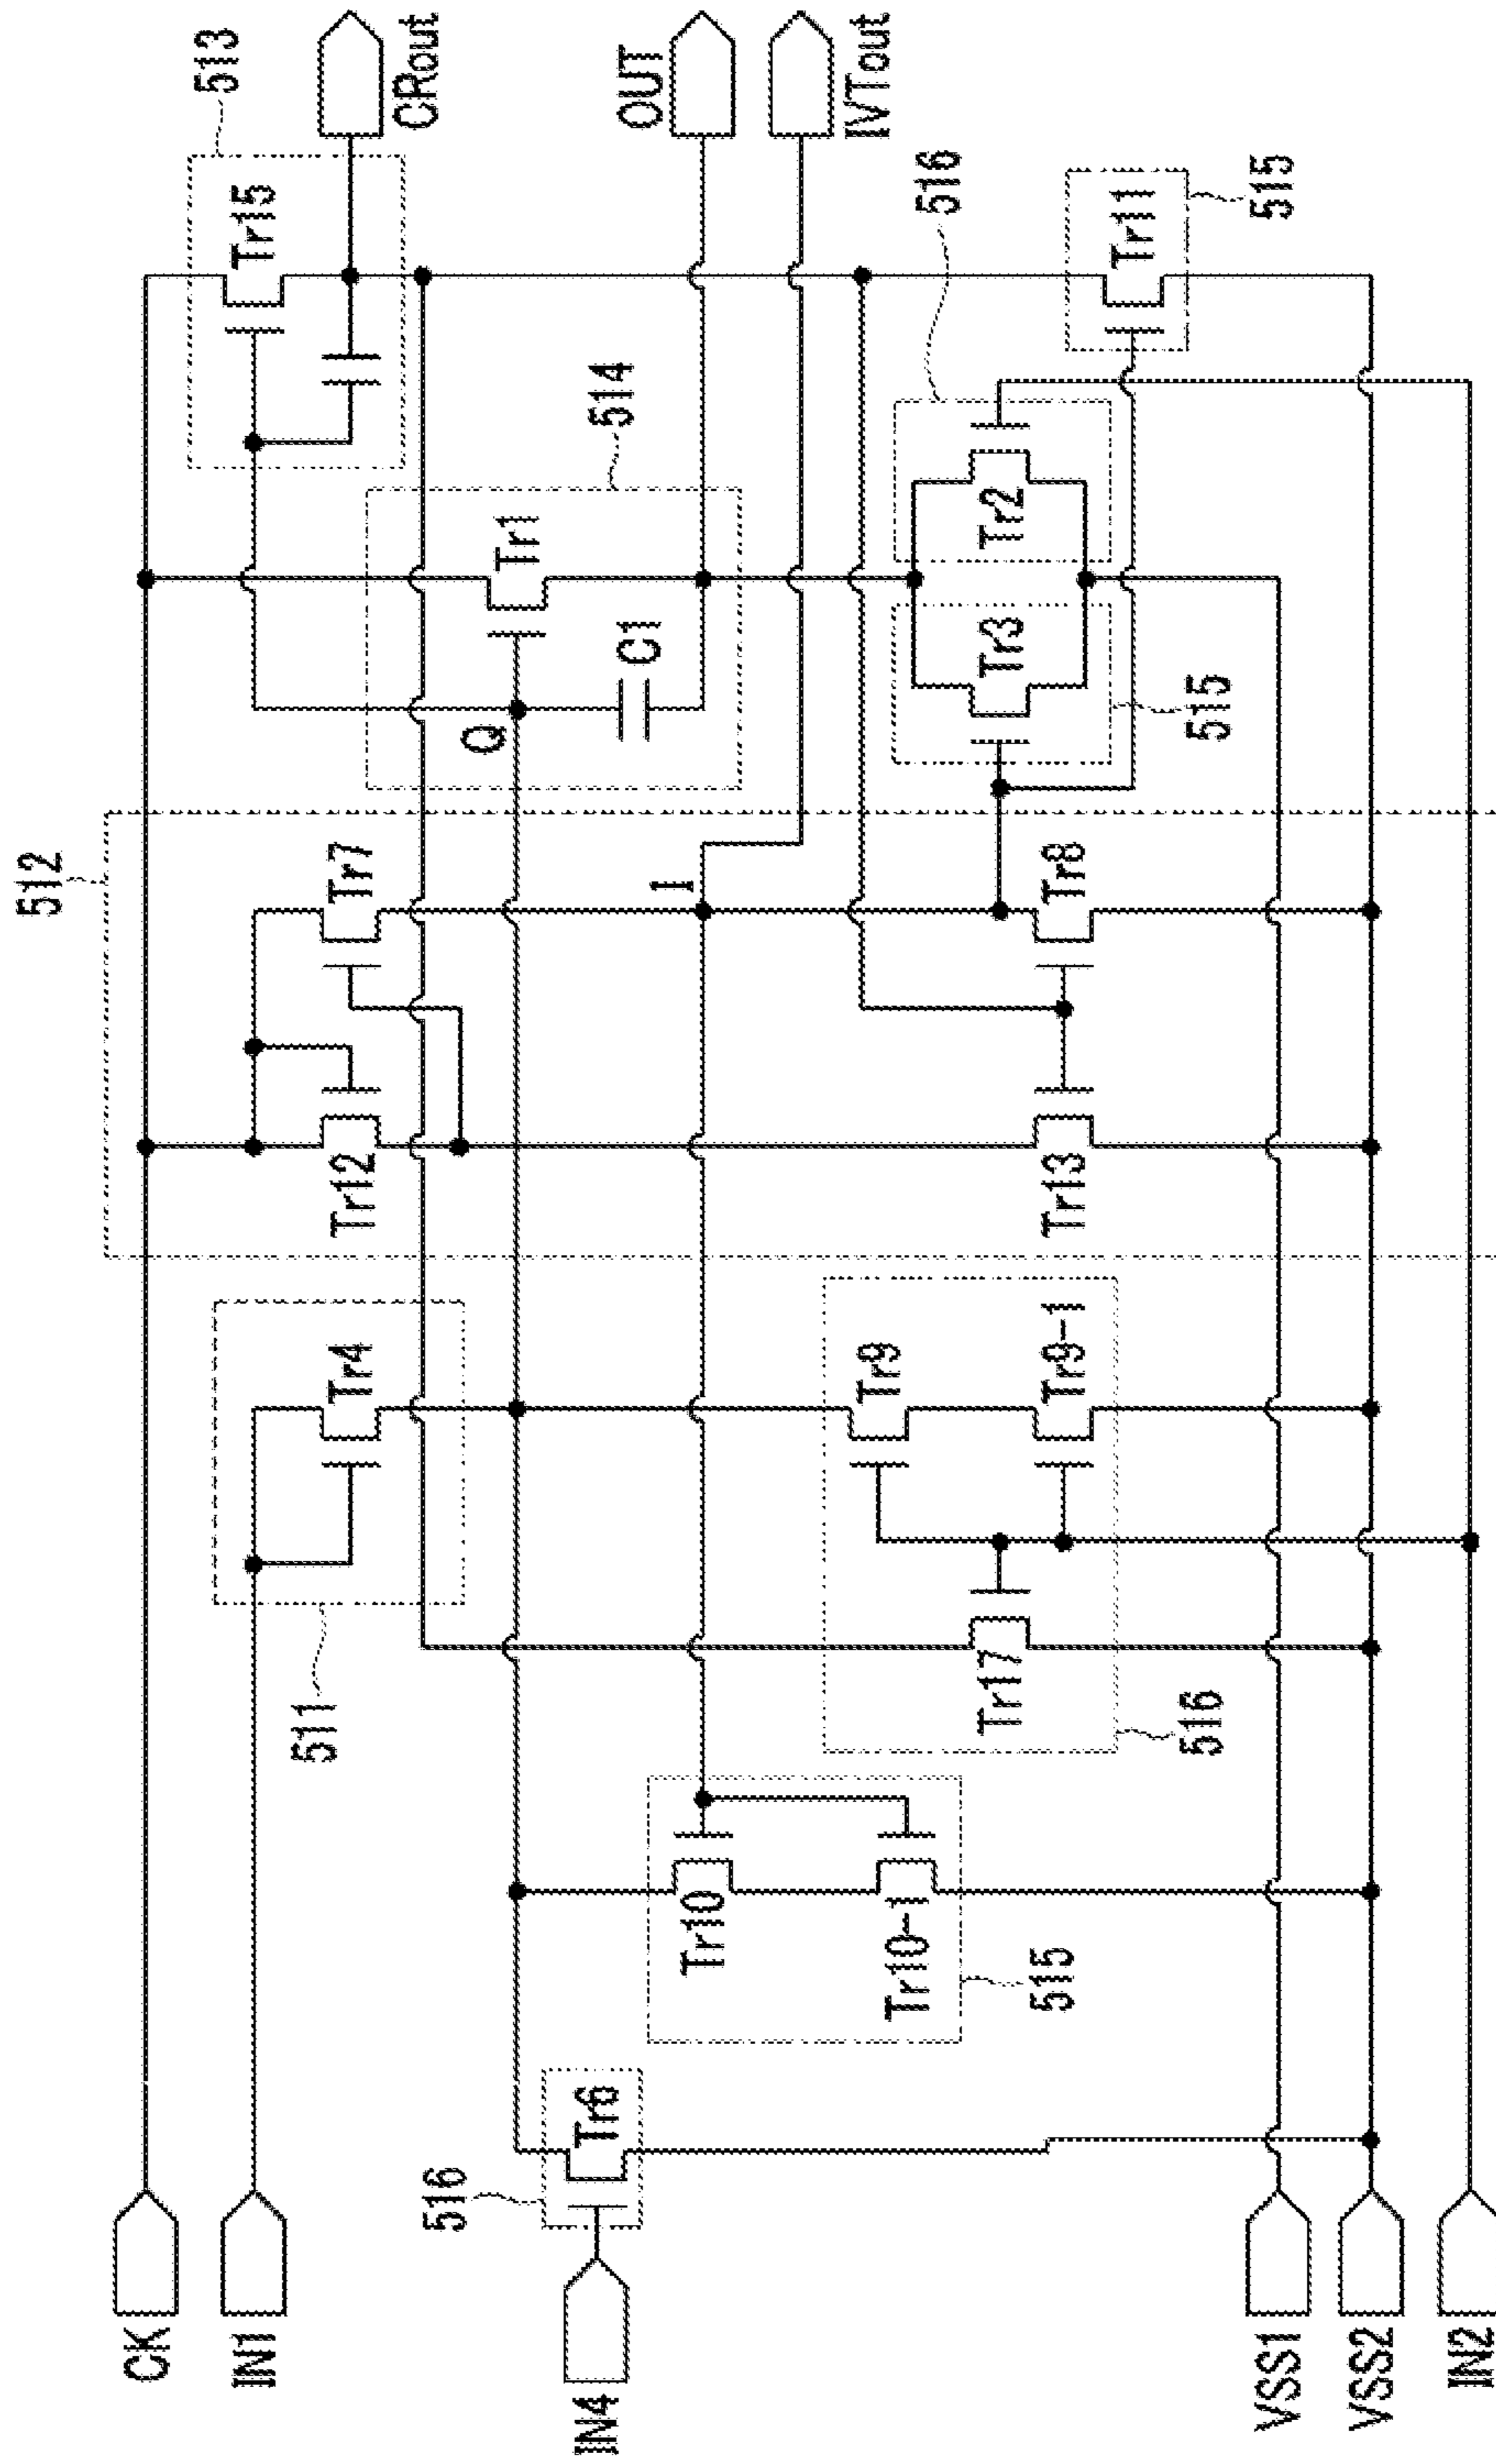 CK
IN1
IN4
VSS1
VSS2
IN2
516
Tr6
515
Tr10
Tr10-1
511
Tr4
516
Tr17
Tr9
Tr9-1
512
Tr12
Tr7
Tr13
Tr8
I
Q
514
Tr1
C1
515
Tr3
516
Tr2
513
Tr15
515
Tr11
CRout
OUT
IVTout